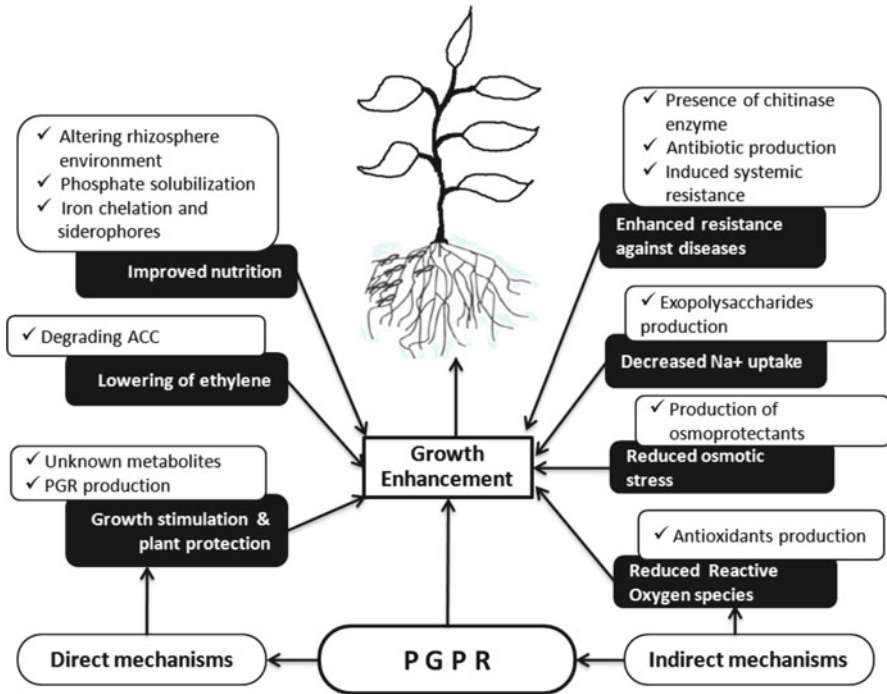 ✓ Altering rhizosphere
environment
✓ Phosphate solubilization
✓ Iron chelation and
siderophores
Improved nutrition
✓ Degrading ACC
Lowering of ethylene
✓ Unknown metabolites
✓ PGR production
Growth stimulation &
plant protection
Direct mechanisms
Growth
Enhancement
P G P R
✓ Presence of chitinase
enzyme
✓ Antibiotic production
✓ Induced systemic
resistance
Enhanced resistance
against diseases
✓ Exopolysaccharides
production
Decreased Na+ uptake
✓ Production of
osmoprotectants
Reduced osmotic
stress
✓ Antioxidants production
Reduced Reactive
Oxygen species
Indirect mechanisms